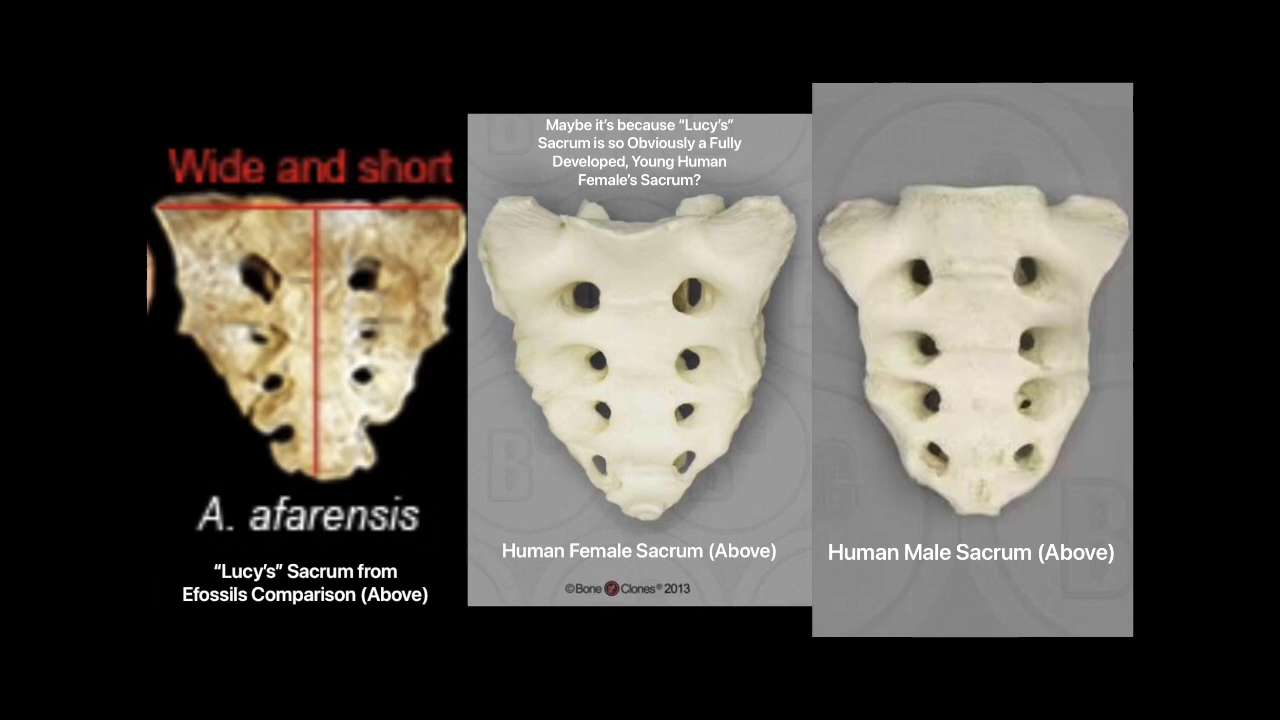 Wide and short
A. afarensis
“Lucy’s” Sacrum from
Efossils Comparison (Above)
Maybe it’s because “Lucy’s”
Sacrum is so Obviously a Fully
Developed, Young Human
Female’s Sacrum?
Human Female Sacrum (Above)
©Bone Clones® 2013
Human Male Sacrum (Above)